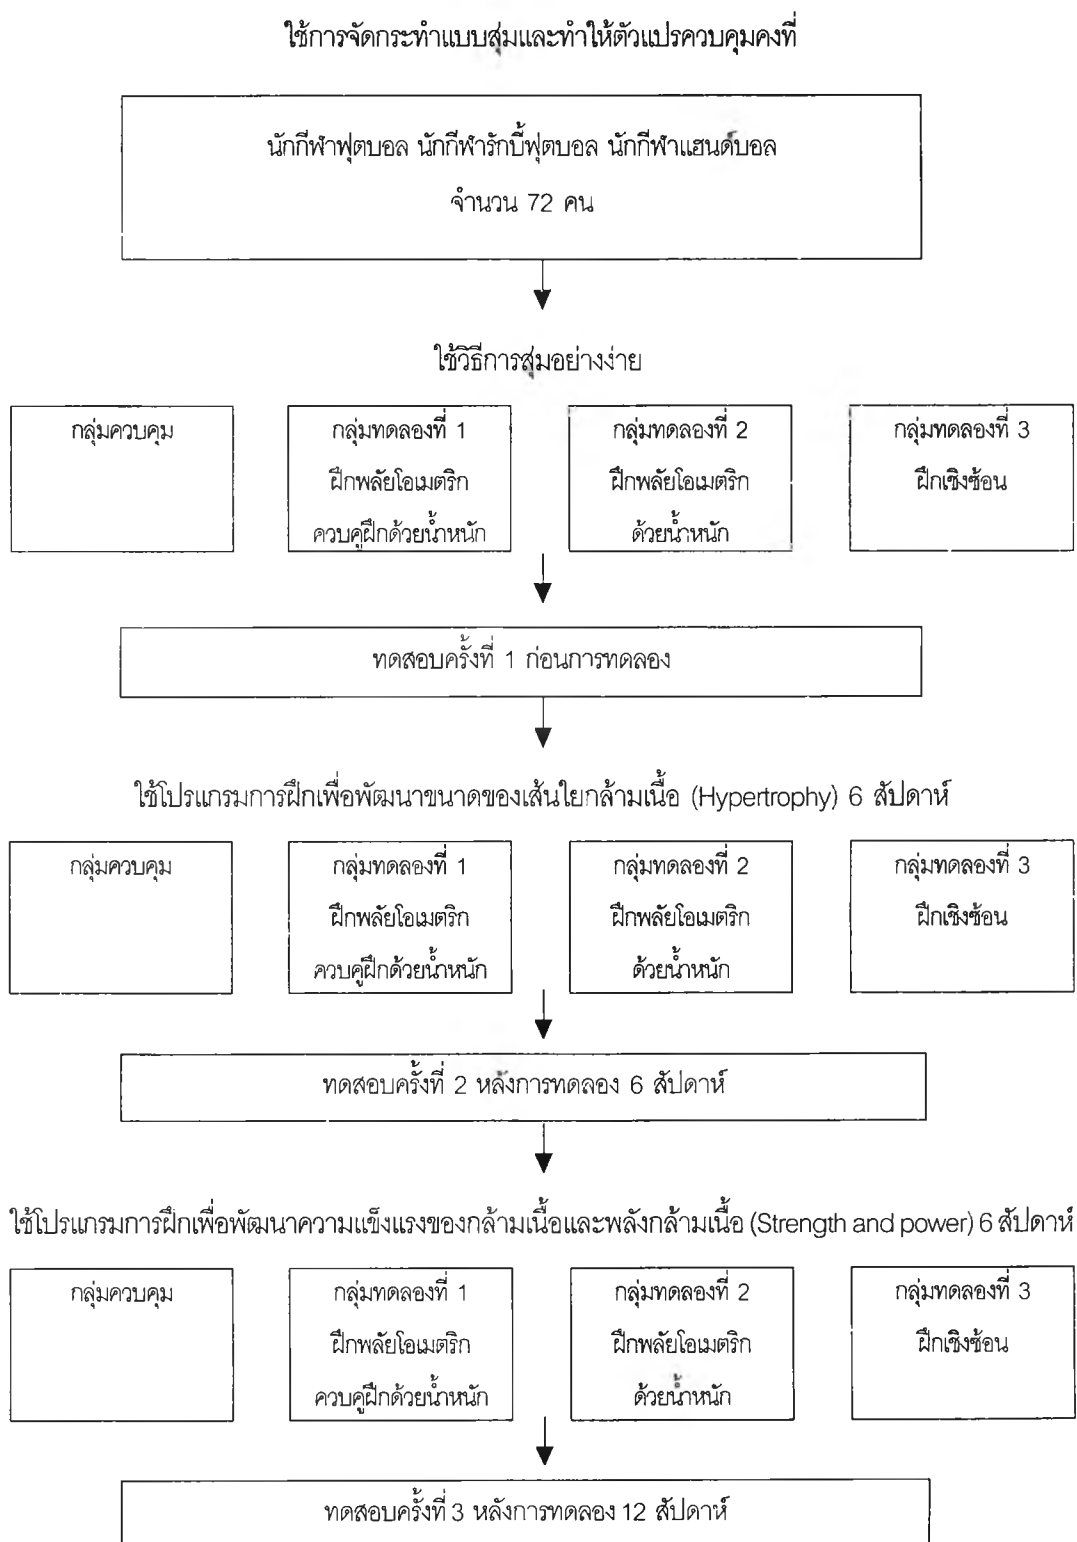 ใช้การจัดกระทำแบบสุ่มและทำให้ตัวแปรควบคุมคงที่
นักกีฬาฟุตบอล นักกีฬารักบี้ฟุตบอล นักกีฬาแฮนด์บอล
จำนวน 72 คน
ใช้วิธีการสุ่มอย่างง่าย
กลุ่มควบคุม
กลุ่มทดลองที่ 1
ฝึกพลัยโอเมตริก
ควบคู่ฝึกด้วยน้ำหนัก
กลุ่มทดลองที่ 2
ฝึกพลัยโอเมตริก
ด้วยน้ำหนัก
กลุ่มทดลองที่ 3
ฝึกเชิงซ้อน
ทดสอบครั้งที่ 1 ก่อนการทดลอง
ใช้โปรแกรมการฝึกเพื่อพัฒนาขนาดของเส้นใยกล้ามเนื้อ (Hypertrophy) 6 สัปดาห์
กลุ่มควบคุม
กลุ่มทดลองที่ 1
ฝึกพลัยโอเมตริก
ควบคู่ฝึกด้วยน้ำหนัก
กลุ่มทดลองที่ 2
ฝึกพลัยโอเมตริก
ด้วยน้ำหนัก
กลุ่มทดลองที่ 3
ฝึกเชิงซ้อน
ทดสอบครั้งที่ 2 หลังการทดลอง 6 สัปดาห์
ใช้โปรแกรมการฝึกเพื่อพัฒนาความแข็งแรงของกล้ามเนื้อและพลังกล้ามเนื้อ (Strength and power) 6 สัปดาห์
กลุ่มควบคุม
กลุ่มทดลองที่ 1
ฝึกพลัยโอเมตริก
ควบคู่ฝึกด้วยน้ำหนัก
กลุ่มทดลองที่ 2
ฝึกพลัยโอเมตริก
ด้วยน้ำหนัก
กลุ่มทดลองที่ 3
ฝึกเชิงซ้อน
ทดสอบครั้งที่ 3 หลังการทดลอง 12 สัปดาห์